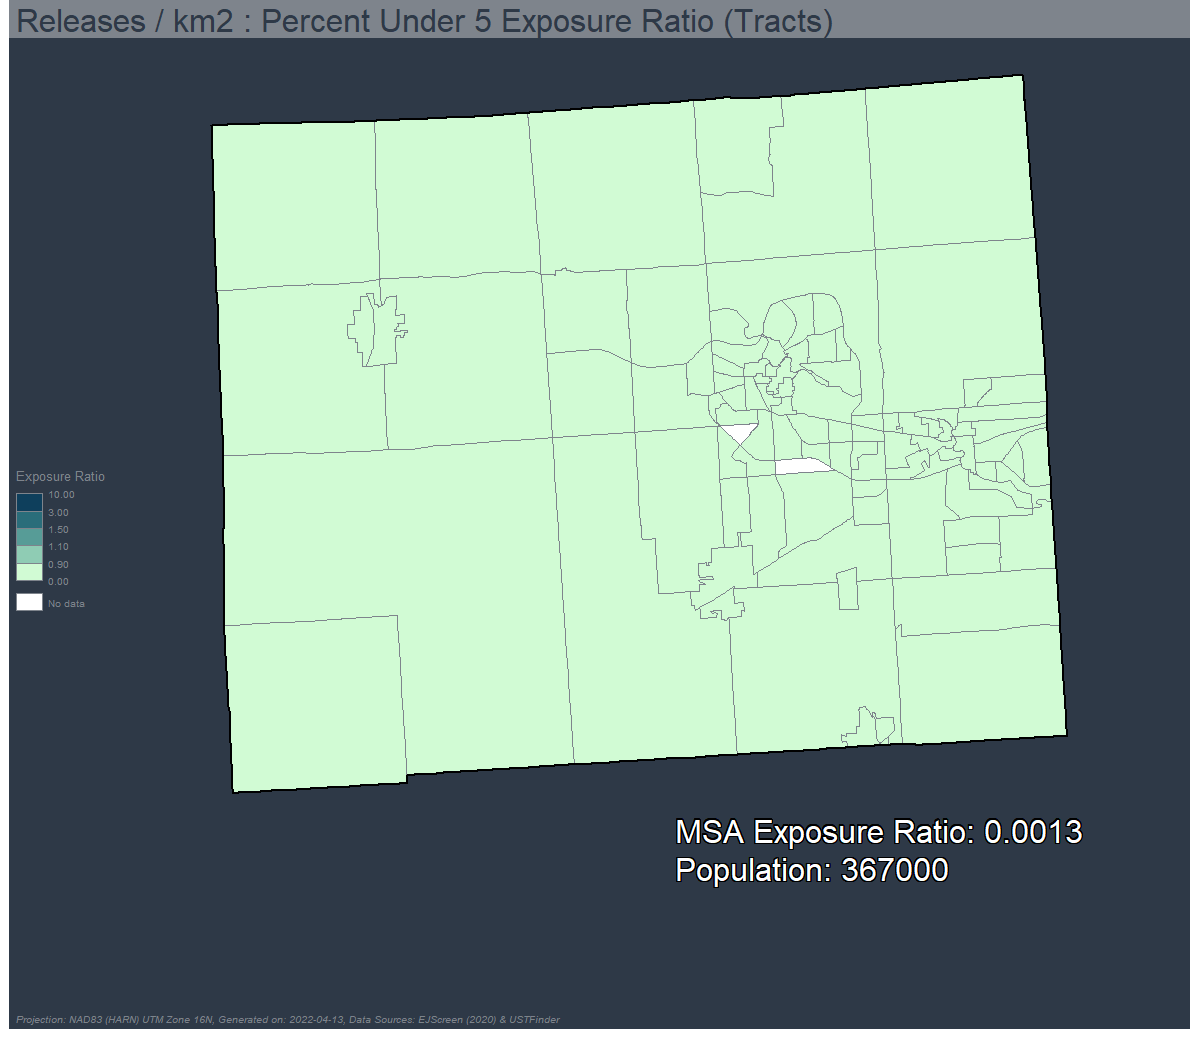 Releases / km2 : Percent Under 5 Exposure Ratio (Tracts)
Exposure Ratio
10.00
3.00
1.50
1.10
0.90
0.00
No data
MSA Exposure Ratio: 0.0013
Population: 367000
Projection: NAD83 (HARN) UTM Zone 16N, Generated on: 2022-04-13, Data Sources: EJScreen (2020) & USTFinder